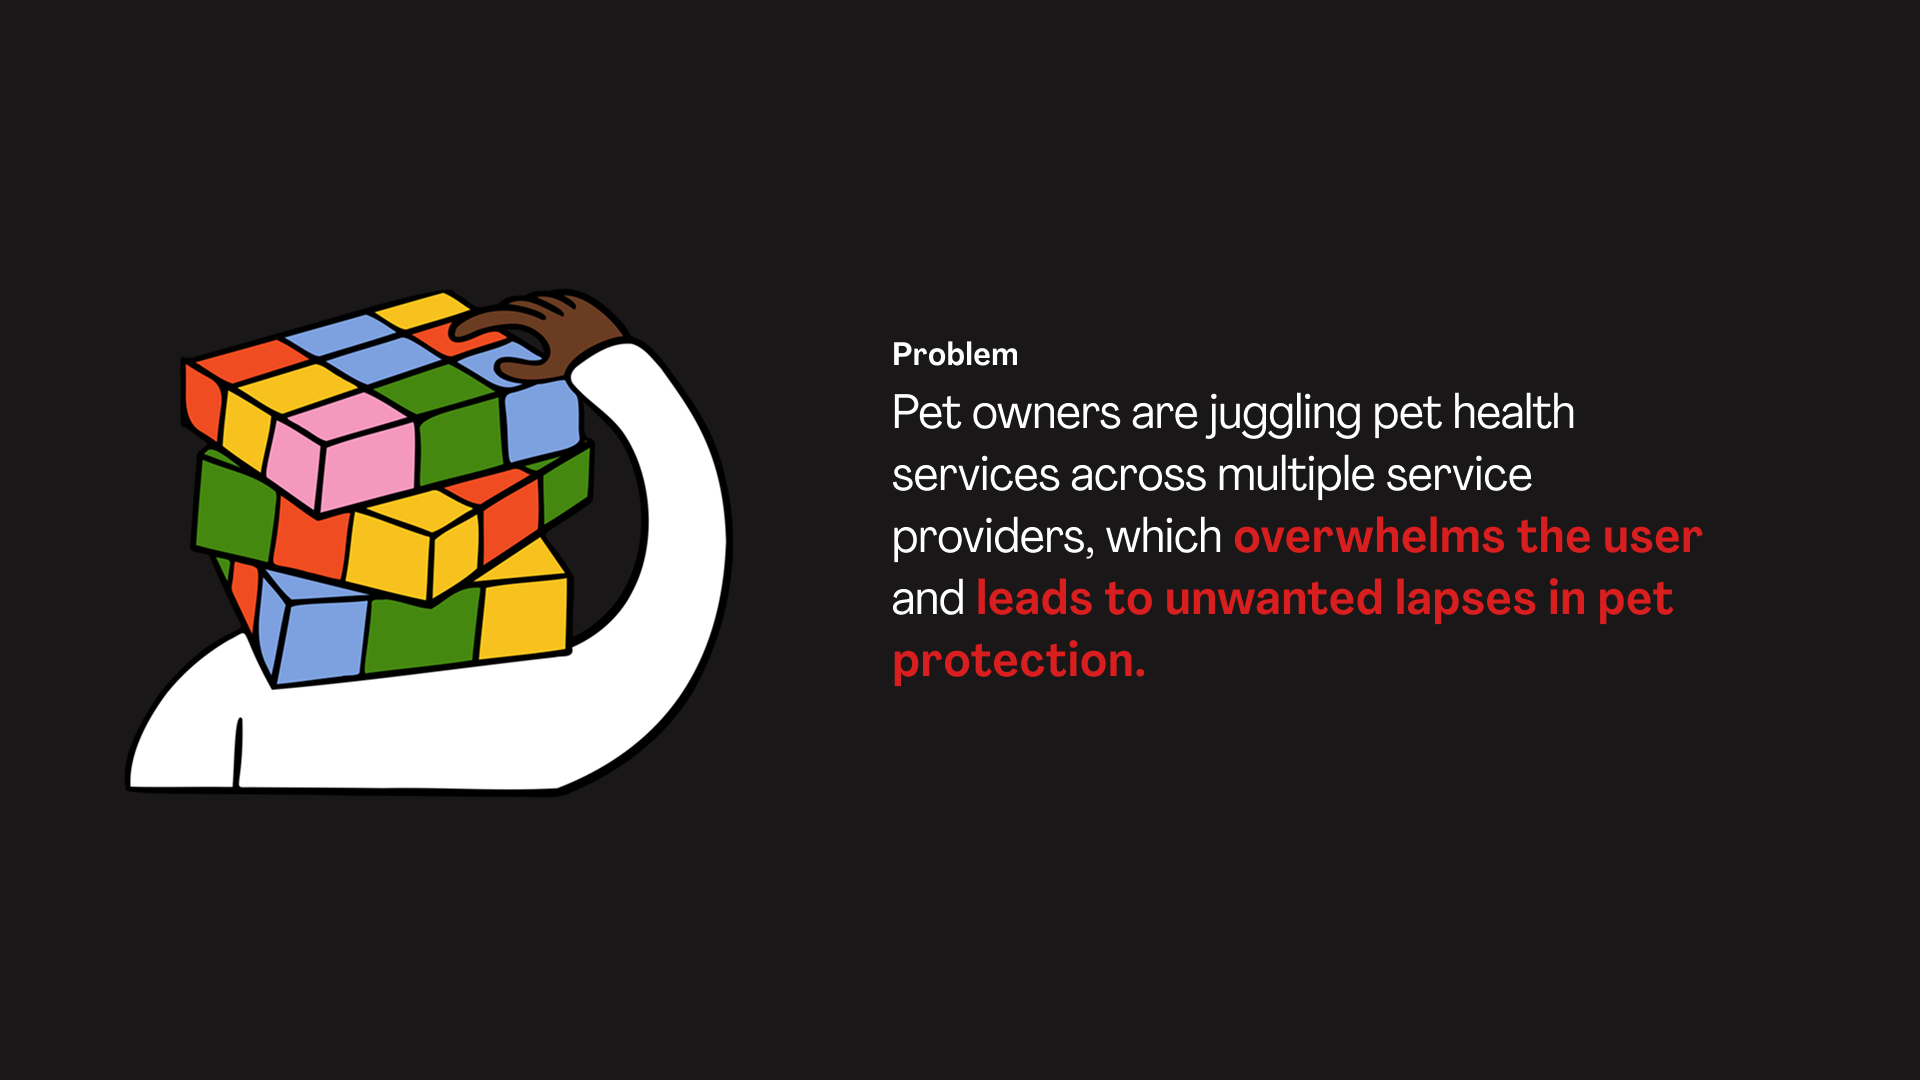 Problem
Pet owners are juggling pet health
services across multiple service
providers, which overwhelms the user
and leads to unwanted lapses in pet
protection.